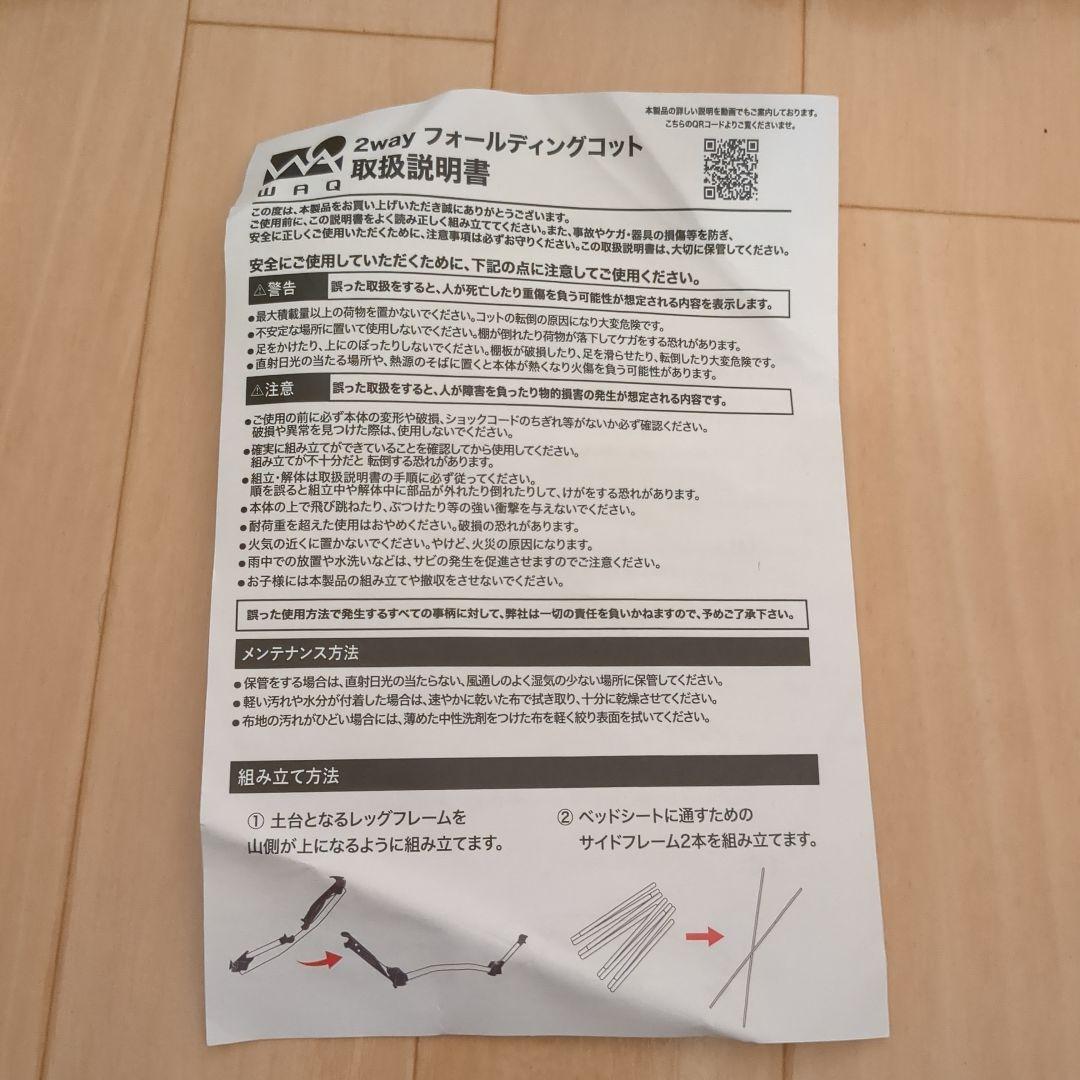 本製品の詳しい説明を動画でもご案内しております。
こちらのQRコードよりご覧くださいませ。
WAQ
2way フォールディングコット
取扱説明書
この度は、本製品をお買い上げいただき誠にありがとうございます。
ご使用前に、この説明書をよく読み正しく組み立ててください。また、事故やケガ・器具の損傷等を防ぎ、
安全に正しくご使用いただくために、注意事項は必ずお守りください。この取扱説明書は、大切に保管してください。
安全にご使用していただくために、下記の点に注意してご使用ください。
⚠警告 誤った取扱をすると、人が死亡したり重傷を負う可能性が想定される内容を表示します。
●最大積載量以上の荷物を置かないでください。コットの転倒の原因になり大変危険です。
●不安定な場所に置いて使用しないでください。棚が倒れたり荷物が落下してケガをする恐れがあります。
●足をかけたり、上にのぼったりしないでください。棚板が破損したり、足を滑らせたり、転倒したり大変危険です。
●直射日光の当たる場所や、熱源のそばに置くと本体が熱くなり火傷を負う可能性があります。
⚠注意 誤った取扱をすると、人が障害を負ったり物的損害の発生が想定される内容です。
●ご使用の前に必ず本体の変形や破損、ショックコードのちぎれ等がないか必ず確認ください。
破損や異常を見つけた際は、使用しないでください。
●確実に組み立てができていることを確認してから使用してください。
組み立てが不十分だと 転倒する恐れがあります。
●組立・解体は取扱説明書の手順に必ず従ってください。
順を誤ると組立中や解体中に部品が外れたり倒れたりして、けがをする恐れがあります。
●本体の上で飛び跳ねたり、ぶつけたり等の強い衝撃を与えないでください。
●耐荷重を超えた使用はおやめください。破損の恐れがあります。
●火気の近くに置かないでください。やけど、火災の原因になります。
●雨中での放置や水洗いなどは、サビの発生を促進させますのでご注意ください。
●お子様には本製品の組み立てや撤収をさせないでください。
誤った使用方法で発生するすべての事柄に対して、弊社は一切の責任を負いかねますので、予めご了承下さい。
メンテナンス方法
●保管をする場合は、直射日光の当たらない、風通しのよく湿気の少ない場所に保管してください。
●軽い汚れや水分が付着した場合は、速やかに乾いた布で拭き取り、十分に乾燥させてください。
●布地の汚れがひどい場合には、薄めた中性洗剤をつけた布を軽く絞り表面を拭いてください。
組み立て方法
① 土台となるレッグフレームを
山側が上になるように組み立てます。
② ベッドシートに通すための
サイドフレーム2本を組み立てます。